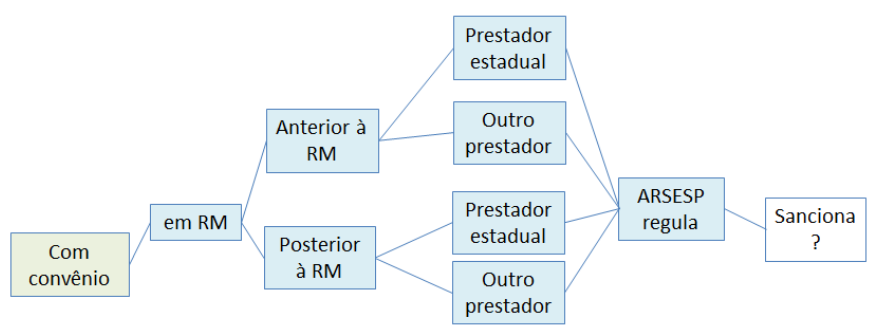 Com
convênio
em RM
Anterior à
RM
Posterior
à RM
Prestador
estadual
Outro
prestador
Prestador
estadual
Outro
prestador
ARSESP
regula
Sanciona
?